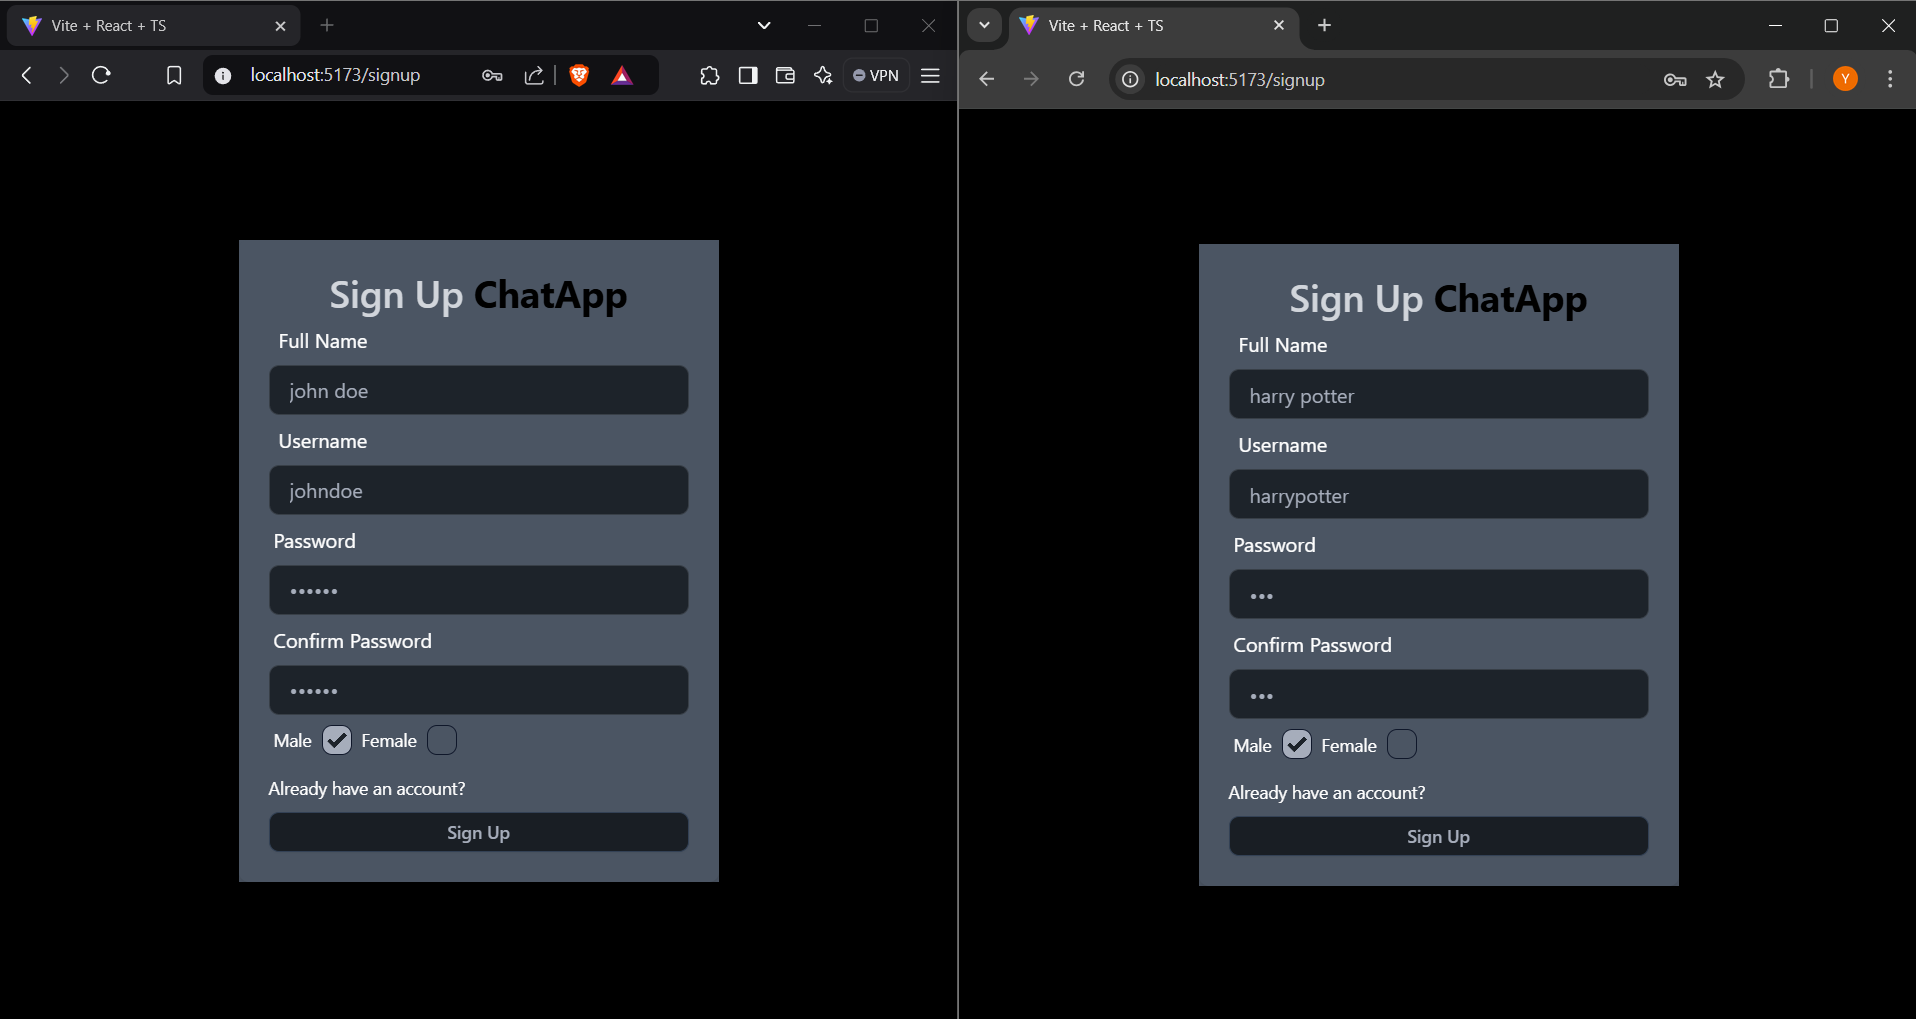 Vite + React + TS
localhost:5173/signup
VPN
Sign Up ChatApp
Full Name
john doe
Username
johndoe
Password
••••••
Confirm Password
••••••
Male Female
Already have an account?
Sign Up
Vite + React + TS
localhost:5173/signup
Y
Sign Up ChatApp
Full Name
harry potter
Username
harrypotter
Password
•••
Confirm Password
•••
Male Female
Already have an account?
Sign Up